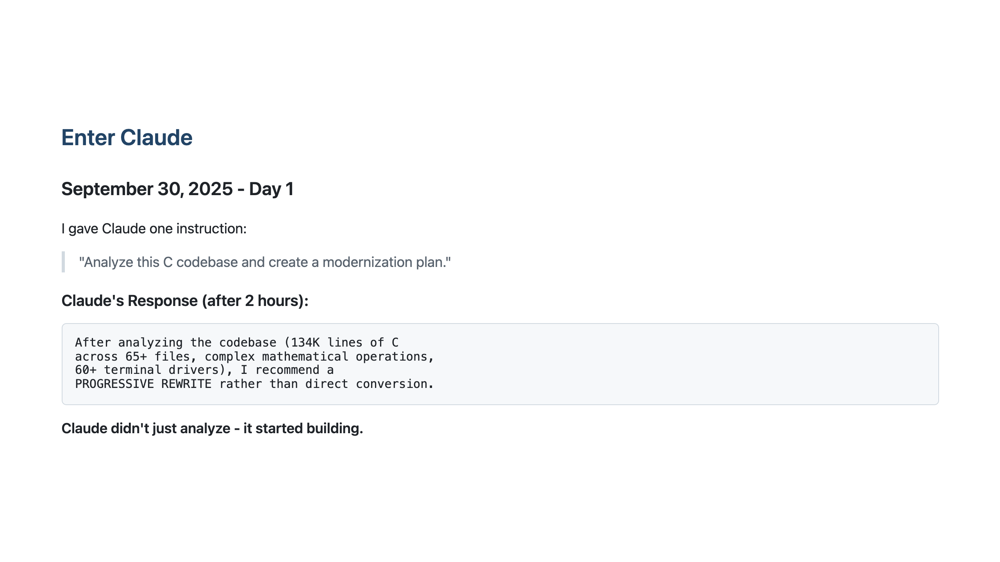 Enter Claude
September 30, 2025 - Day 1
I gave Claude one instruction:
"Analyze this C codebase and create a modernization plan."
Claude's Response (after 2 hours):
After analyzing the codebase (134K lines of C
across 65+ files, complex mathematical operations,
60+ terminal drivers), I recommend a
PROGRESSIVE REWRITE rather than direct conversion.
Claude didn't just analyze - it started building.